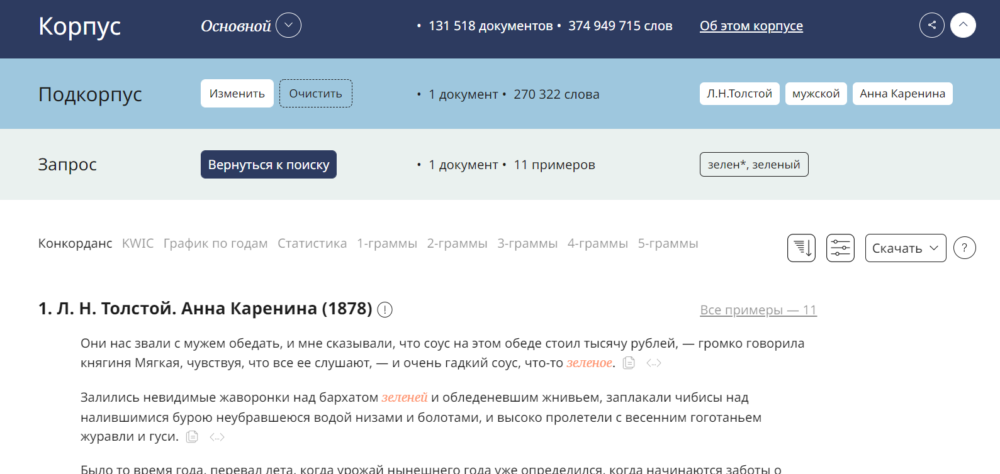 Корпус Основной • 131 518 документов • 374 949 715 слов Об этом корпусе
Подкорпус Изменить Очистить • 1 документ • 270 322 слова Л.Н.Толстой мужской Анна Каренина
Запрос Вернуться к поиску • 1 документ • 11 примеров зелен*, зеленый
Конкорданс KWIC График по годам Статистика 1-граммы 2-граммы 3-граммы 4-граммы 5-граммы Скачать ?
1. Л. Н. Толстой. Анна Каренина (1878) ! Все примеры — 11
Они нас звали с мужем обедать, и мне сказывали, что соус на этом обеде стоил тысячу рублей, — громко говорила
княгиня Мягкая, чувствуя, что все ее слушают, — и очень гадкий соус, что-то зеленое. <...>
Залились невидимые жаворонки над бархатом зеленей и обледеневшим жнивьем, заплакали чибисы над
налившимися бурою неубравшеюся водой низами и болотами, и высоко пролетели с весенним гоготаньем
журавли и гуси. <...>
Было то время года, перевал лета, когда урожай нынешнего года уже определился, когда начинаются заботы о